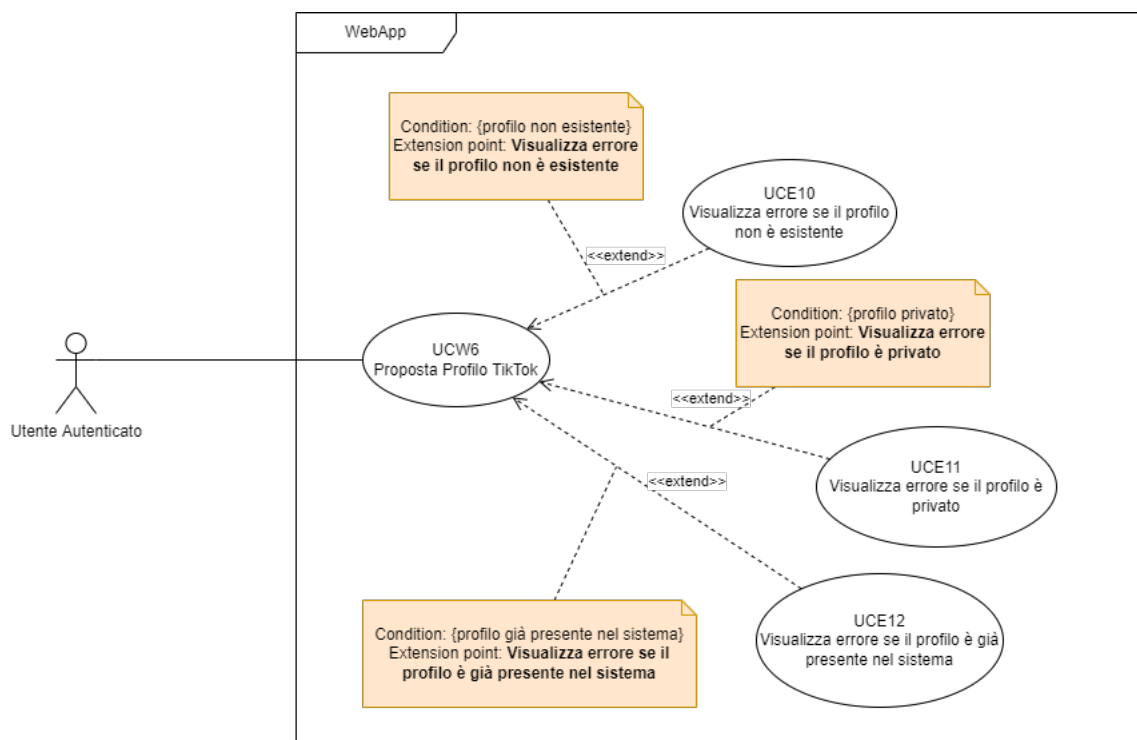 WebApp
Condition: {profilo non esistente}
Extension point: Visualizza errore
se il profilo non è esistente
UCE10
Visualizza errore se il profilo
non è esistente
<<extend>>
Condition: {profilo privato}
Extension point: Visualizza errore
se il profilo è privato
UCW6
Proposta Profilo TikTok
Utente Autenticato
<<extend>>
UCE11
Visualizza errore se il profilo è
privato
<<extend>>
UCE12
Visualizza errore se il profilo è già
presente nel sistema
Condition: {profilo già presente nel sistema}
Extension point: Visualizza errore se il
profilo è già presente nel sistema